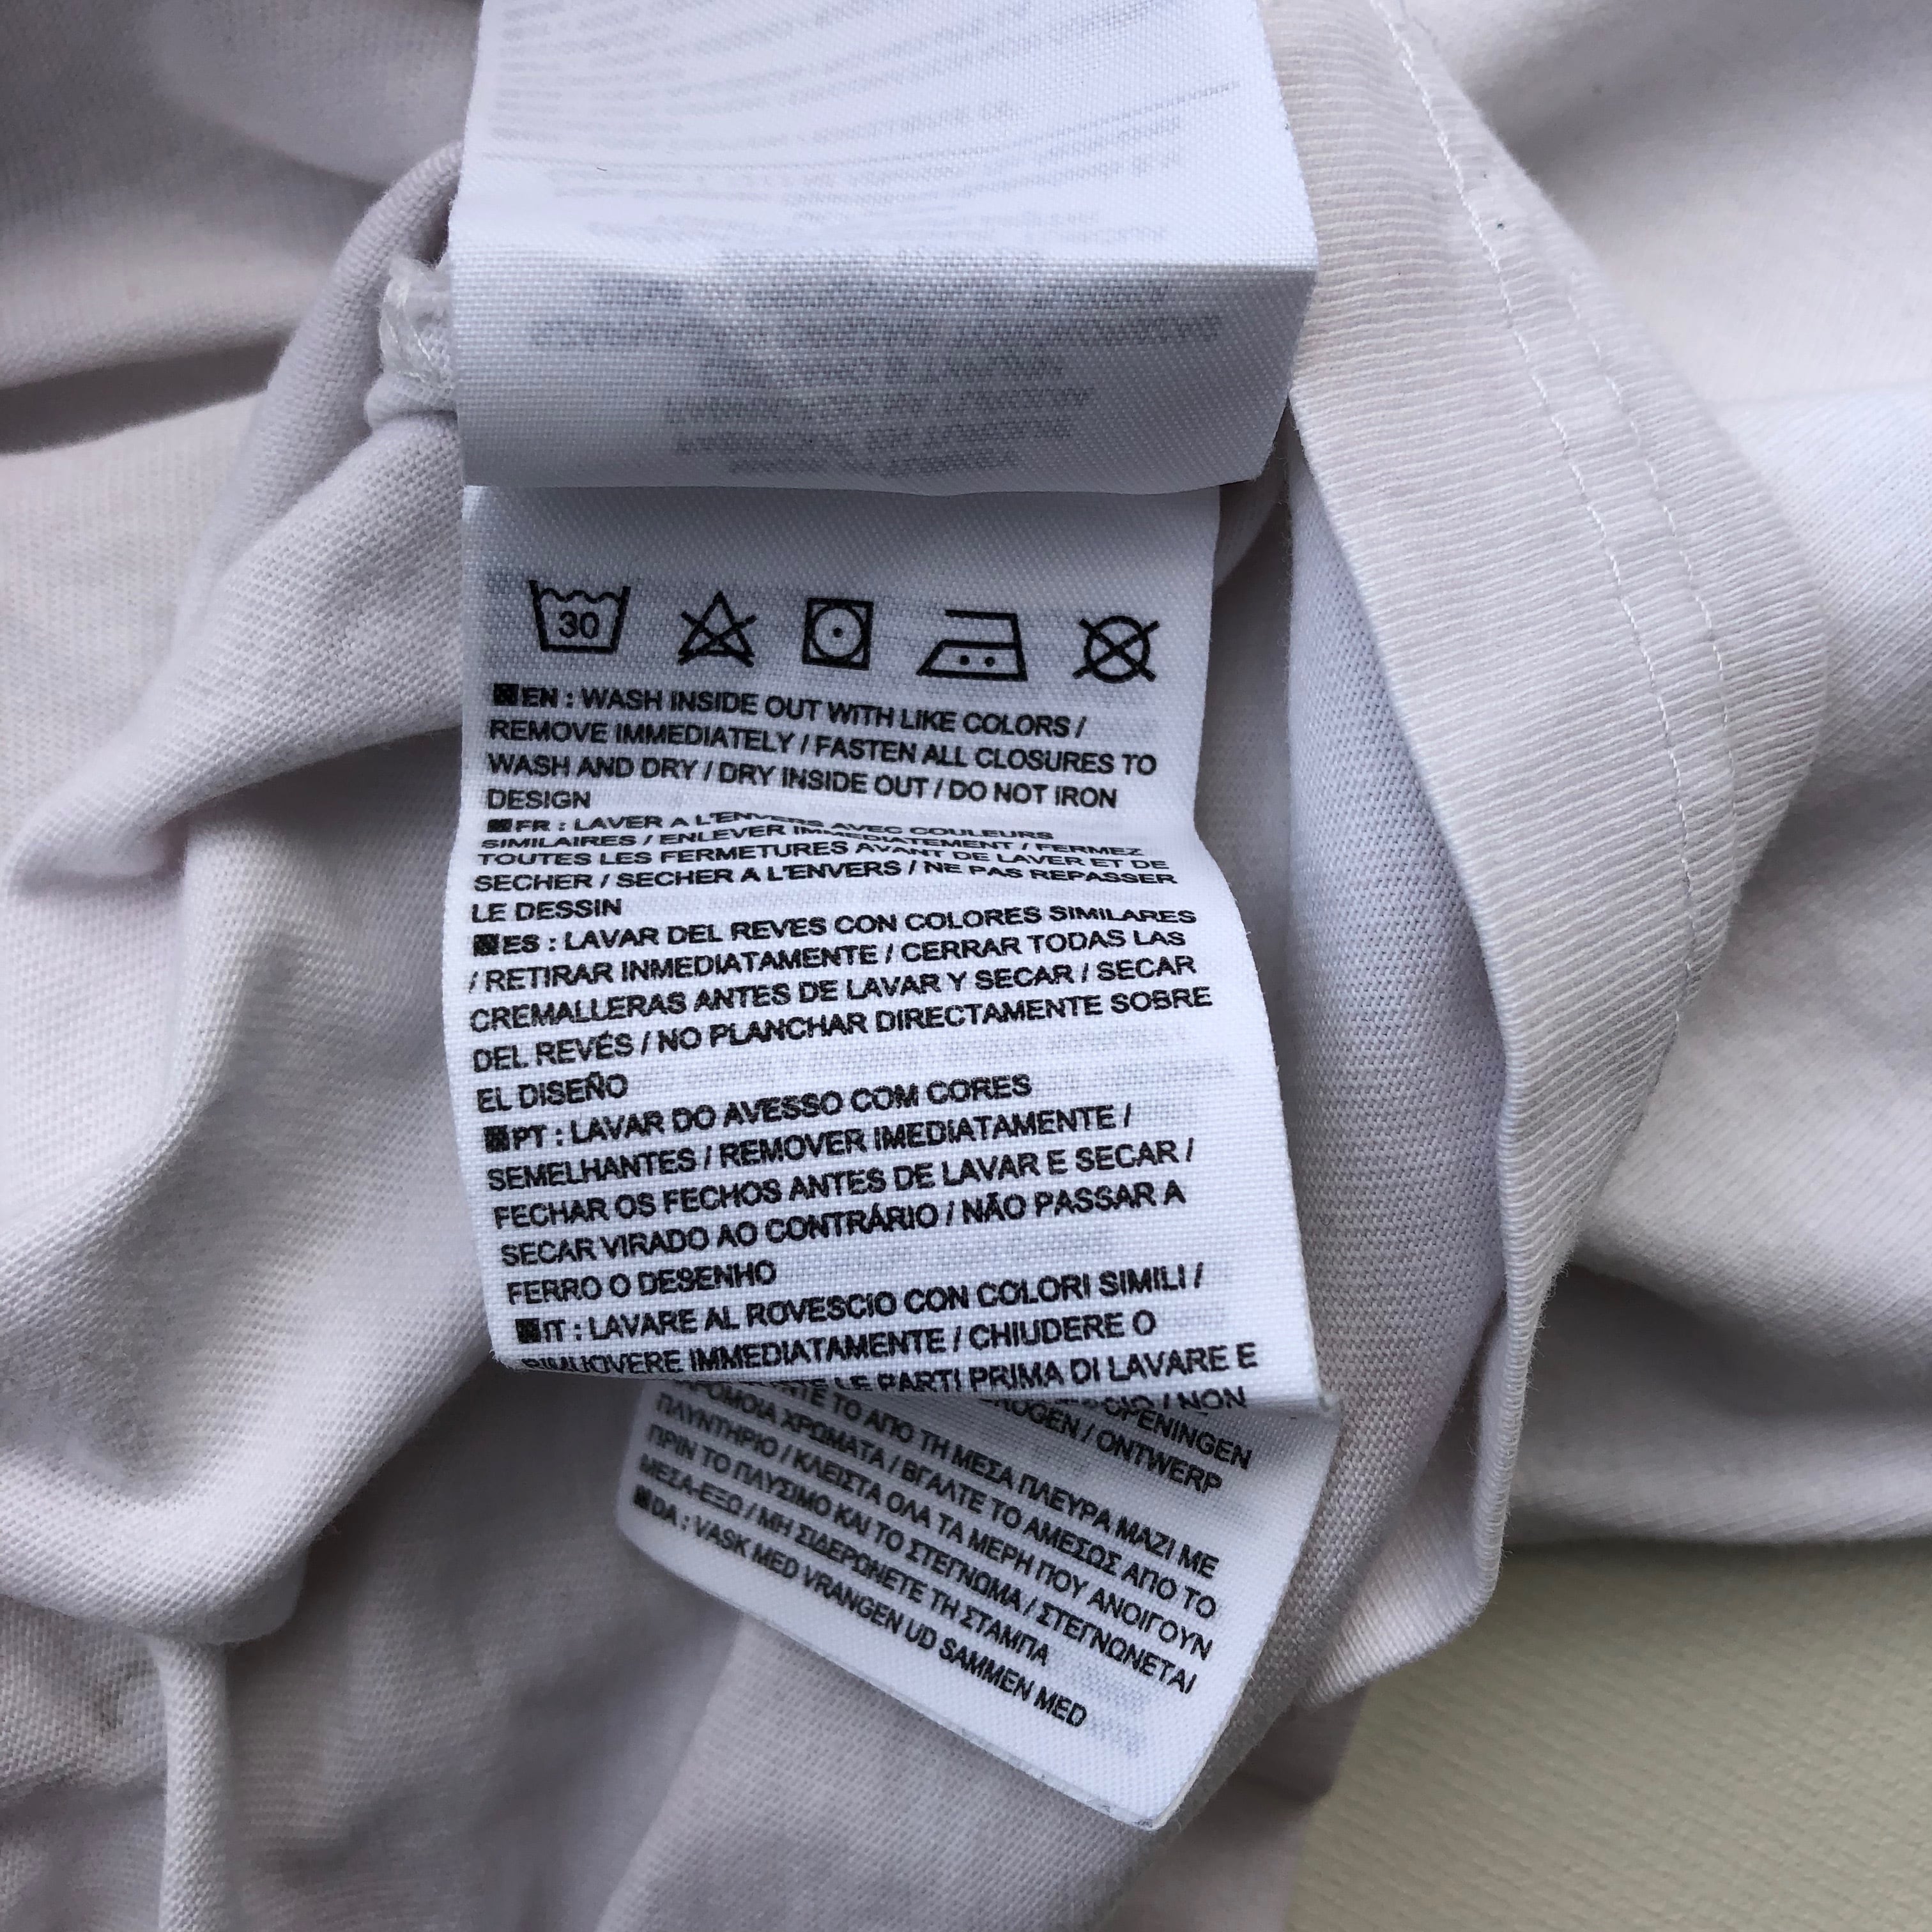 30
EN : WASH INSIDE OUT WITH LIKE COLORS /
REMOVE IMMEDIATELY / FASTEN ALL CLOSURES TO
WASH AND DRY / DRY INSIDE OUT / DO NOT IRON
DESIGN
FR : LAVER A L'ENVERS AVEC COULEURS
SIMILAIRES / ENLEVER IMMEDIATEMENT / FERMEZ
TOUTES LES FERMETURES AVANT DE LAVER ET DE
SECHER / SECHER A L'ENVERS / NE PAS REPASSER
LE DESSIN
ES : LAVAR DEL REVES CON COLORES SIMILARES
/ RETIRAR INMEDIATAMENTE / CERRAR TODAS LAS
CREMALLERAS ANTES DE LAVAR Y SECAR / SECAR
DEL REVÉS / NO PLANCHAR DIRECTAMENTE SOBRE
EL DISEÑO
PT : LAVAR DO AVESSO COM CORES
SEMELHANTES / REMOVER IMEDIATAMENTE /
FECHAR OS FECHOS ANTES DE LAVAR E SECAR /
SECAR VIRADO AO CONTRÁRIO / NÃO PASSAR A
FERRO O DESENHO
IT : LAVARE AL ROVESCIO CON COLORI SIMILI /
RIMUOVERE IMMEDIATAMENTE / CHIUDERE O
LE PARTI PRIMA DI LAVARE E
/ NON
OPENINGEN
/ ONTWERP
ΤΟ ΑΠΟ ΤΗ ΜΕΣΑ ΠΛΕΥΡΑ ΜΑΖΙ ΜΕ
ΠΑΡΟΜΟΙΑ ΧΡΩΜΑΤΑ / ΒΓΑΛΤΕ ΤΟ ΑΜΕΣΩΣ ΑΠΟ ΤΟ
ΠΛΥΝΤΗΡΙΟ / ΚΛΕΙΣΤΑ ΟΛΑ ΤΑ ΜΕΡΗ ΠΟΥ ΑΝΟΙΓΟΥΝ
ΠΡΙΝ ΤΟ ΠΛΥΣΙΜΟ ΚΑΙ ΤΟ ΣΤΕΓΝΩΜΑ / ΣΤΕΓΝΩΝΕΤΑΙ
ΜΕΣΑ-ΕΞΩ / ΜΗ ΣΙΔΕΡΩΝΕΤΕ ΤΗ ΣΤΑΜΠΑ
DA : VASK MED VRANGEN UD SAMMEN MED